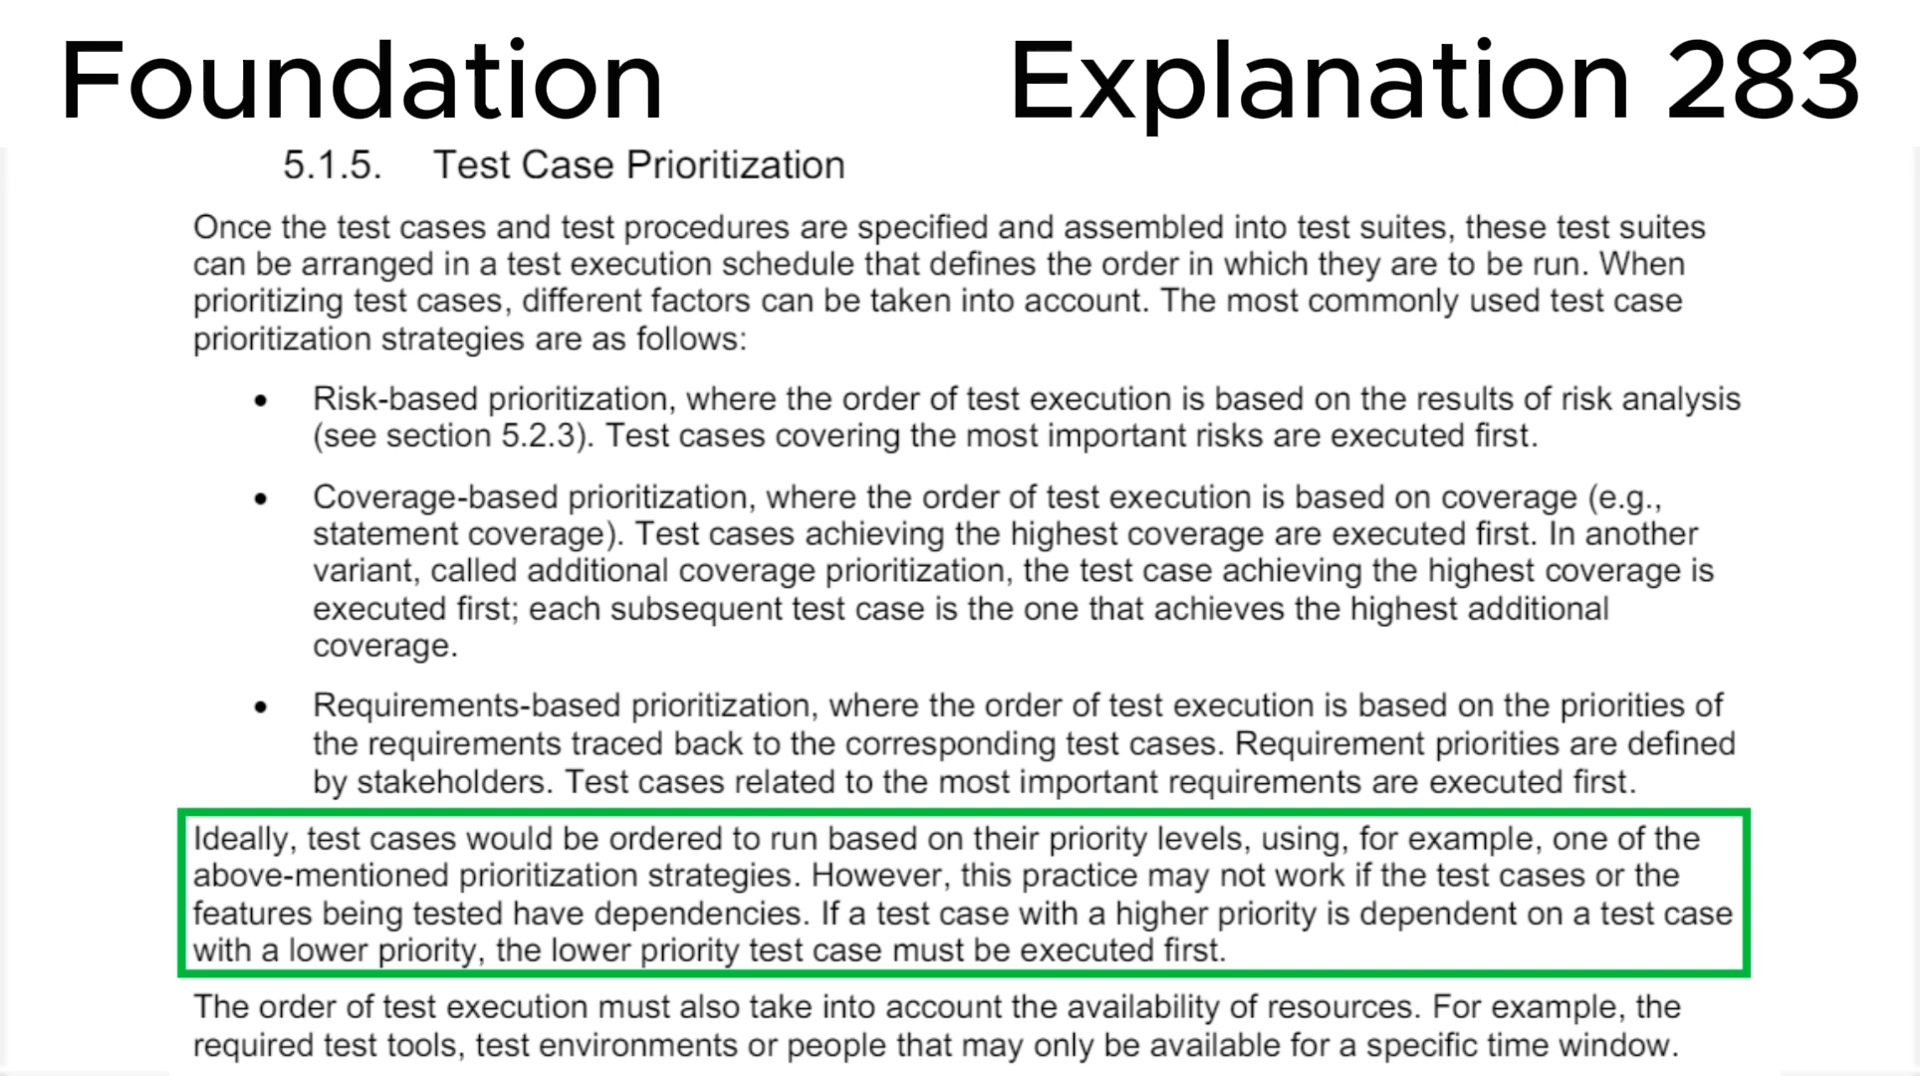 Foundation
Explanation 283
5.1.5. Test Case Prioritization
Once the test cases and test procedures are specified and assembled into test suites, these test suites
can be arranged in a test execution schedule that defines the order in which they are to be run. When
prioritizing test cases, different factors can be taken into account. The most commonly used test case
prioritization strategies are as follows:
• Risk-based prioritization, where the order of test execution is based on the results of risk analysis
(see section 5.2.3). Test cases covering the most important risks are executed first.
• Coverage-based prioritization, where the order of test execution is based on coverage (e.g.,
statement coverage). Test cases achieving the highest coverage are executed first. In another
variant, called additional coverage prioritization, the test case achieving the highest coverage is
executed first; each subsequent test case is the one that achieves the highest additional
coverage.
• Requirements-based prioritization, where the order of test execution is based on the priorities of
the requirements traced back to the corresponding test cases. Requirement priorities are defined
by stakeholders. Test cases related to the most important requirements are executed first.
Ideally, test cases would be ordered to run based on their priority levels, using, for example, one of the
above-mentioned prioritization strategies. However, this practice may not work if the test cases or the
features being tested have dependencies. If a test case with a higher priority is dependent on a test case
with a lower priority, the lower priority test case must be executed first.
The order of test execution must also take into account the availability of resources. For example, the
required test tools, test environments or people that may only be available for a specific time window.